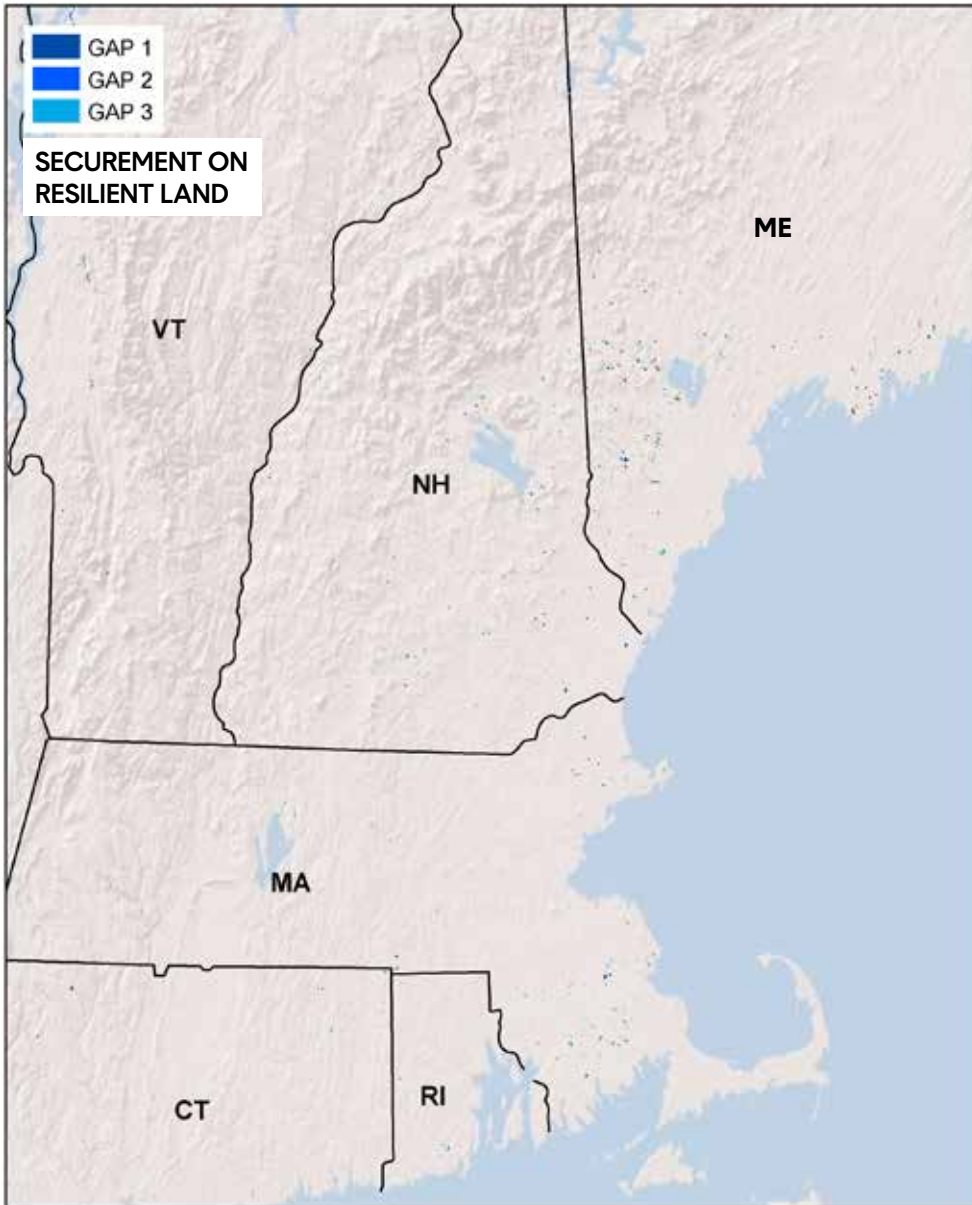 GAP 1
GAP 2
GAP 3
SECUREMENT ON
RESILIENT LAND
ME
VT
NH
MA
CT
RI